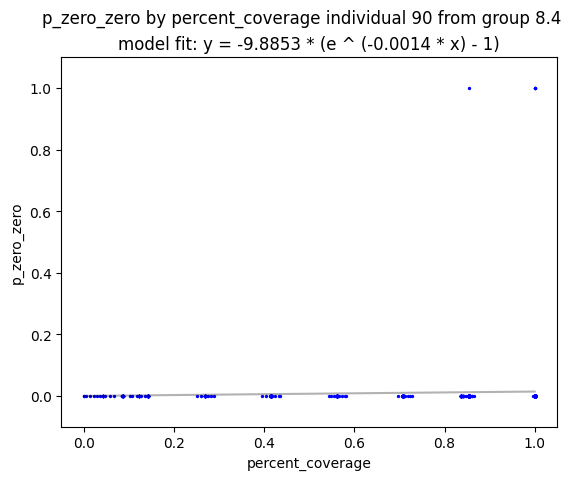 p_zero_zero by percent_coverage individual 90 from group 8.4
model fit: y = -9.8853 * (e ^ (-0.0014 * x) - 1)
p_zero_zero
1.0
0.8
0.6
0.4
0.2
0.0
0.0 0.2 0.4 0.6 0.8 1.0
percent_coverage